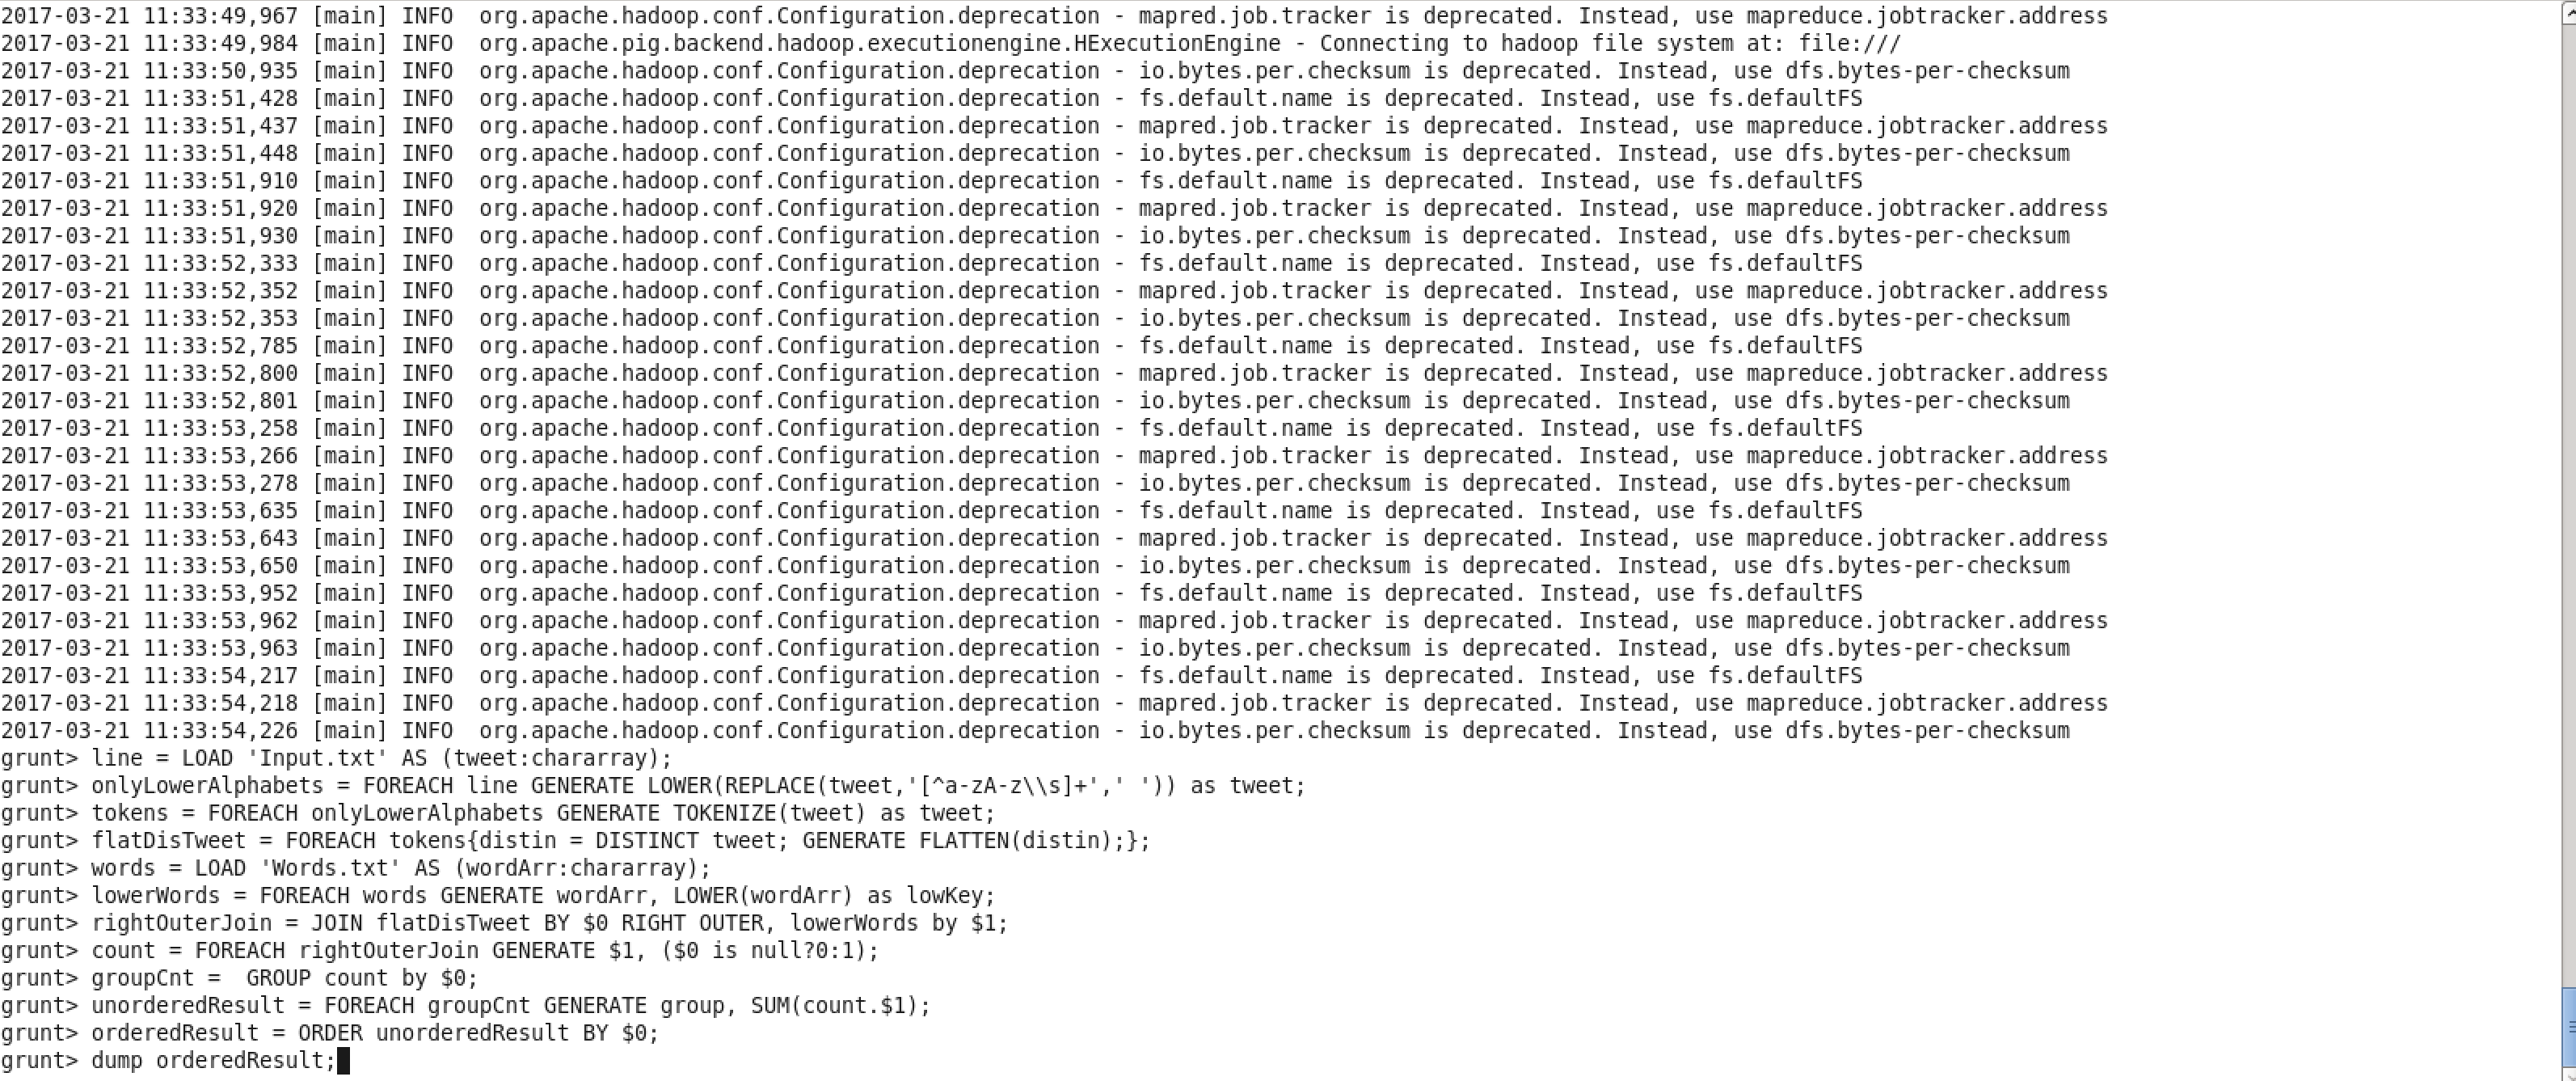 2017-03-21 11:33:49,967 [main] INFO  org.apache.hadoop.conf.Configuration.deprecation - mapred.job.tracker is deprecated. Instead, use mapreduce.jobtracker.address
2017-03-21 11:33:49,984 [main] INFO  org.apache.pig.backend.hadoop.executionengine.HExecutionEngine - Connecting to hadoop file system at: file:///
2017-03-21 11:33:50,935 [main] INFO  org.apache.hadoop.conf.Configuration.deprecation - io.bytes.per.checksum is deprecated. Instead, use dfs.bytes-per-checksum
2017-03-21 11:33:51,428 [main] INFO  org.apache.hadoop.conf.Configuration.deprecation - fs.default.name is deprecated. Instead, use fs.defaultFS
2017-03-21 11:33:51,437 [main] INFO  org.apache.hadoop.conf.Configuration.deprecation - mapred.job.tracker is deprecated. Instead, use mapreduce.jobtracker.address
2017-03-21 11:33:51,448 [main] INFO  org.apache.hadoop.conf.Configuration.deprecation - io.bytes.per.checksum is deprecated. Instead, use dfs.bytes-per-checksum
2017-03-21 11:33:51,910 [main] INFO  org.apache.hadoop.conf.Configuration.deprecation - fs.default.name is deprecated. Instead, use fs.defaultFS
2017-03-21 11:33:51,920 [main] INFO  org.apache.hadoop.conf.Configuration.deprecation - mapred.job.tracker is deprecated. Instead, use mapreduce.jobtracker.address
2017-03-21 11:33:51,930 [main] INFO  org.apache.hadoop.conf.Configuration.deprecation - io.bytes.per.checksum is deprecated. Instead, use dfs.bytes-per-checksum
2017-03-21 11:33:52,333 [main] INFO  org.apache.hadoop.conf.Configuration.deprecation - fs.default.name is deprecated. Instead, use fs.defaultFS
2017-03-21 11:33:52,352 [main] INFO  org.apache.hadoop.conf.Configuration.deprecation - mapred.job.tracker is deprecated. Instead, use mapreduce.jobtracker.address
2017-03-21 11:33:52,353 [main] INFO  org.apache.hadoop.conf.Configuration.deprecation - io.bytes.per.checksum is deprecated. Instead, use dfs.bytes-per-checksum
2017-03-21 11:33:52,785 [main] INFO  org.apache.hadoop.conf.Configuration.deprecation - fs.default.name is deprecated. Instead, use fs.defaultFS
2017-03-21 11:33:52,800 [main] INFO  org.apache.hadoop.conf.Configuration.deprecation - mapred.job.tracker is deprecated. Instead, use mapreduce.jobtracker.address
2017-03-21 11:33:52,801 [main] INFO  org.apache.hadoop.conf.Configuration.deprecation - io.bytes.per.checksum is deprecated. Instead, use dfs.bytes-per-checksum
2017-03-21 11:33:53,258 [main] INFO  org.apache.hadoop.conf.Configuration.deprecation - fs.default.name is deprecated. Instead, use fs.defaultFS
2017-03-21 11:33:53,266 [main] INFO  org.apache.hadoop.conf.Configuration.deprecation - mapred.job.tracker is deprecated. Instead, use mapreduce.jobtracker.address
2017-03-21 11:33:53,278 [main] INFO  org.apache.hadoop.conf.Configuration.deprecation - io.bytes.per.checksum is deprecated. Instead, use dfs.bytes-per-checksum
2017-03-21 11:33:53,635 [main] INFO  org.apache.hadoop.conf.Configuration.deprecation - fs.default.name is deprecated. Instead, use fs.defaultFS
2017-03-21 11:33:53,643 [main] INFO  org.apache.hadoop.conf.Configuration.deprecation - mapred.job.tracker is deprecated. Instead, use mapreduce.jobtracker.address
2017-03-21 11:33:53,650 [main] INFO  org.apache.hadoop.conf.Configuration.deprecation - io.bytes.per.checksum is deprecated. Instead, use dfs.bytes-per-checksum
2017-03-21 11:33:53,952 [main] INFO  org.apache.hadoop.conf.Configuration.deprecation - fs.default.name is deprecated. Instead, use fs.defaultFS
2017-03-21 11:33:53,962 [main] INFO  org.apache.hadoop.conf.Configuration.deprecation - mapred.job.tracker is deprecated. Instead, use mapreduce.jobtracker.address
2017-03-21 11:33:53,963 [main] INFO  org.apache.hadoop.conf.Configuration.deprecation - io.bytes.per.checksum is deprecated. Instead, use dfs.bytes-per-checksum
2017-03-21 11:33:54,217 [main] INFO  org.apache.hadoop.conf.Configuration.deprecation - fs.default.name is deprecated. Instead, use fs.defaultFS
2017-03-21 11:33:54,218 [main] INFO  org.apache.hadoop.conf.Configuration.deprecation - mapred.job.tracker is deprecated. Instead, use mapreduce.jobtracker.address
2017-03-21 11:33:54,226 [main] INFO  org.apache.hadoop.conf.Configuration.deprecation - io.bytes.per.checksum is deprecated. Instead, use dfs.bytes-per-checksum
grunt> line = LOAD 'Input.txt' AS (tweet:chararray);
grunt> onlyLowerAlphabets = FOREACH line GENERATE LOWER(REPLACE(tweet,'[^a-zA-z\\s]+',' ')) as tweet;
grunt> tokens = FOREACH onlyLowerAlphabets GENERATE TOKENIZE(tweet) as tweet;
grunt> flatDisTweet = FOREACH tokens{distin = DISTINCT tweet; GENERATE FLATTEN(distin);};
grunt> words = LOAD 'Words.txt' AS (wordArr:chararray);
grunt> lowerWords = FOREACH words GENERATE wordArr, LOWER(wordArr) as lowKey;
grunt> rightOuterJoin = JOIN flatDisTweet BY $0 RIGHT OUTER, lowerWords by $1;
grunt> count = FOREACH rightOuterJoin GENERATE $1, ($0 is null?0:1);
grunt> groupCnt =  GROUP count by $0;
grunt> unorderedResult = FOREACH groupCnt GENERATE group, SUM(count.$1);
grunt> orderedResult = ORDER unorderedResult BY $0;
grunt> dump orderedResult;